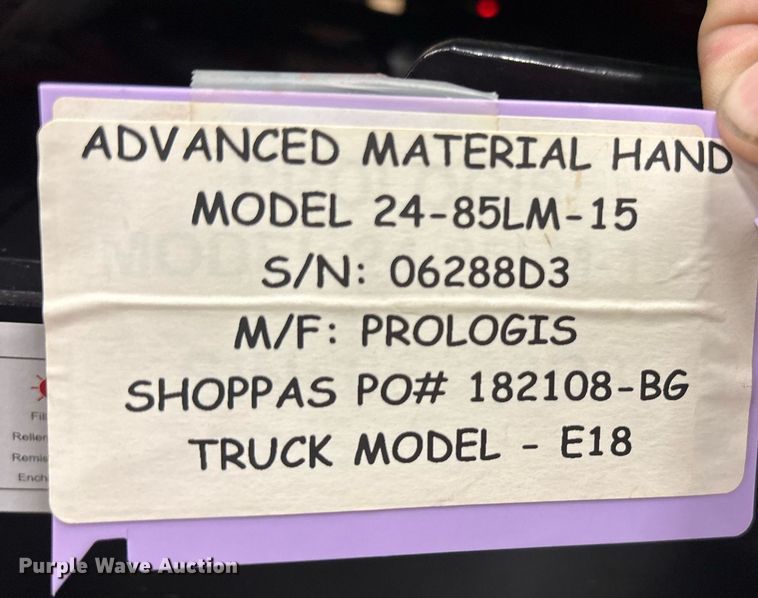 ADVANCED MATERIAL HAND
MODEL 24-85LM-15
S/N: 06288D3
M/F: PROLOGIS
SHOPPAS PO# 182108-BG
TRUCK MODEL - E18
Purple Wave Auction